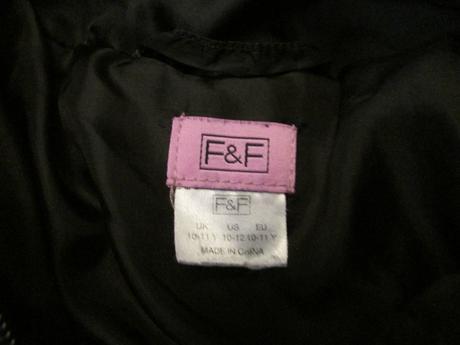 F&F
F&F
UK US EU
10-11 Y 10-12 10-11 Y
MADE IN CHINA